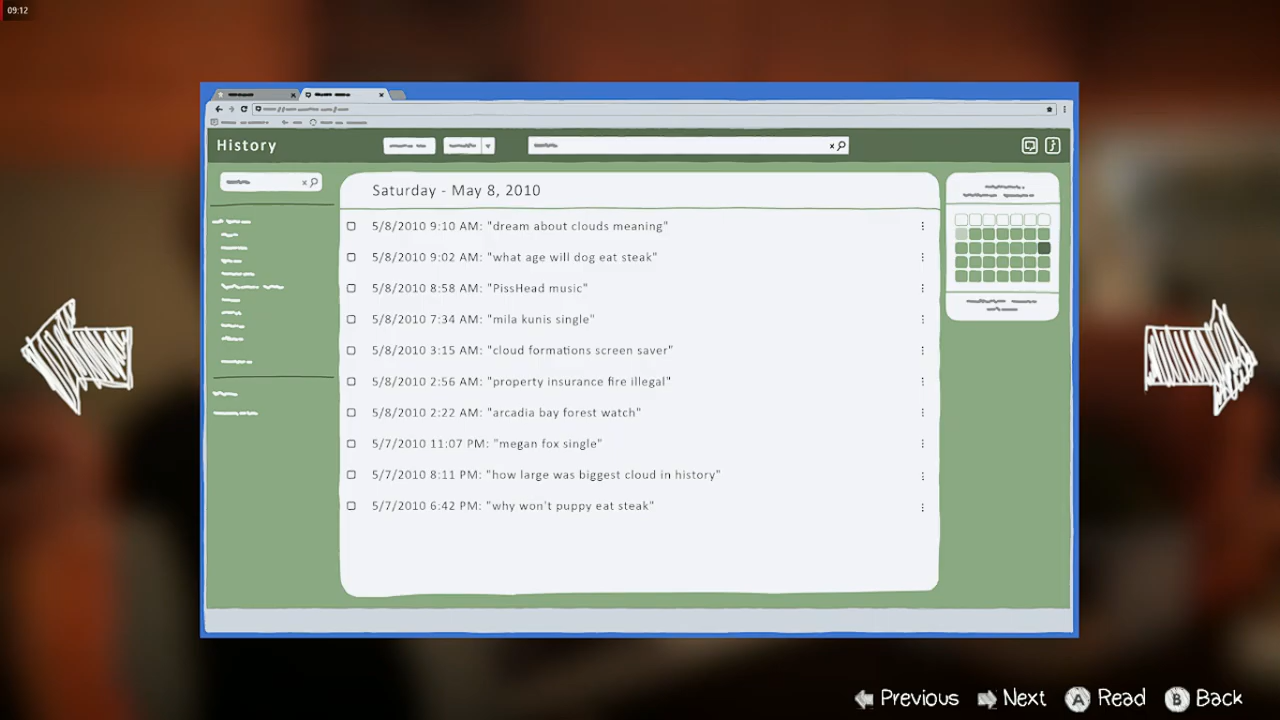 09:12
History
Saturday - May 8, 2010
5/8/2010 9:10 AM: "dream about clouds meaning"
5/8/2010 9:02 AM: "what age will dog eat steak"
5/8/2010 8:58 AM: "PissHead music"
5/8/2010 7:34 AM: "mila kunis single"
5/8/2010 3:15 AM: "cloud formations screen saver"
5/8/2010 2:56 AM: "property insurance fire illegal"
5/8/2010 2:22 AM: "arcadia bay forest watch"
5/7/2010 11:07 PM: "megan fox single"
5/7/2010 8:11 PM: "how large was biggest cloud in history"
5/7/2010 6:42 PM: "why won't puppy eat steak"
Previous Next A Read B Back